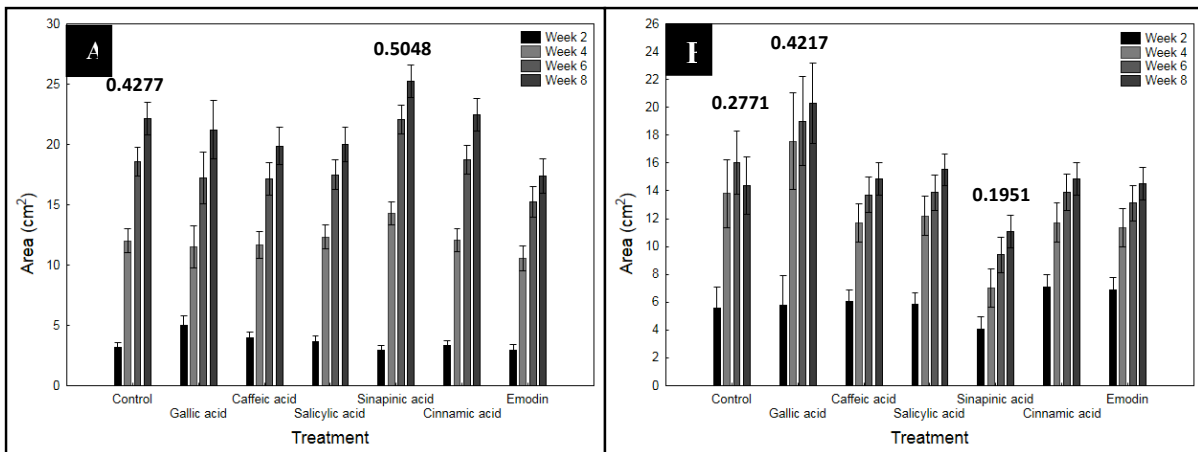 A
30
25
20
15
10
5
0
Area (cm²)
0.4277
0.5048
Week 2
Week 4
Week 6
Week 8
Control
Gallic acid
Caffeic acid
Salicylic acid
Sinapinic acid
Cinnamic acid
Emodin
Treatment
26
24
22
20
18
16
14
12
10
8
6
4
2
0
Area (cm²)
0.2771
0.4217
0.1951
Week 2
Week 4
Week 6
Week 8
Control
Gallic acid
Caffeic acid
Salicylic acid
Sinapinic acid
Cinnamic acid
Emodin
Treatment